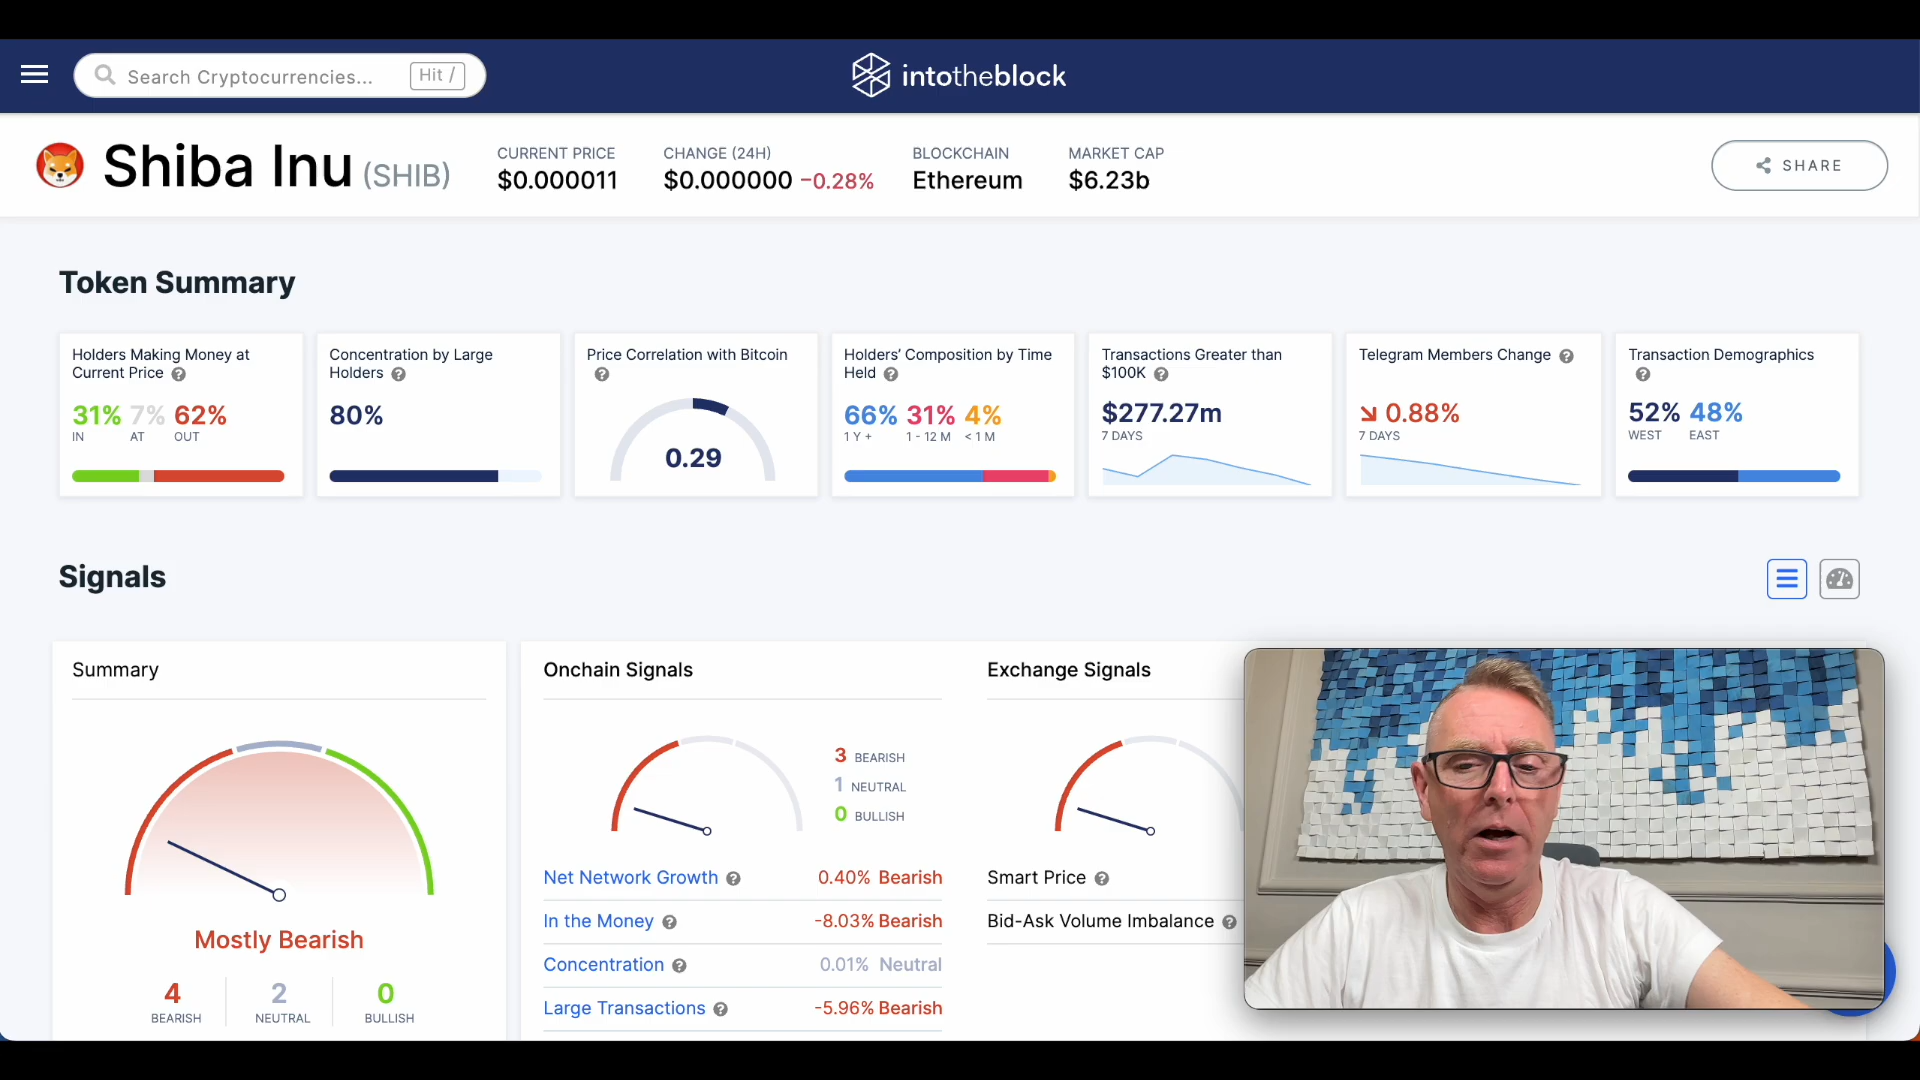 Search Cryptocurrencies...
Hit /
intotheblock
Shiba Inu (SHIB)
CURRENT PRICE
$0.000011
CHANGE (24H)
$0.000000 −0.28%
BLOCKCHAIN
Ethereum
MARKET CAP
$6.23b
SHARE
Token Summary
Holders Making Money at
Current Price ?
31% 7% 62%
IN AT OUT
Concentration by Large
Holders ?
80%
Price Correlation with Bitcoin
?
0.29
Holders’ Composition by Time
Held ?
66% 31% 4%
1 Y + 1 - 12 M < 1 M
Transactions Greater than
$100K ?
$277.27m
7 DAYS
Telegram Members Change ?
↘ 0.88%
7 DAYS
Transaction Demographics
?
52% 48%
WEST EAST
Signals
Summary
Mostly Bearish
4 2 0
BEARISH NEUTRAL BULLISH
Onchain Signals
3 BEARISH
1 NEUTRAL
0 BULLISH
Net Network Growth ? 0.40% Bearish
In the Money ? -8.03% Bearish
Concentration ? 0.01% Neutral
Large Transactions ? -5.96% Bearish
Exchange Signals
Smart Price ?
Bid-Ask Volume Imbalance ?